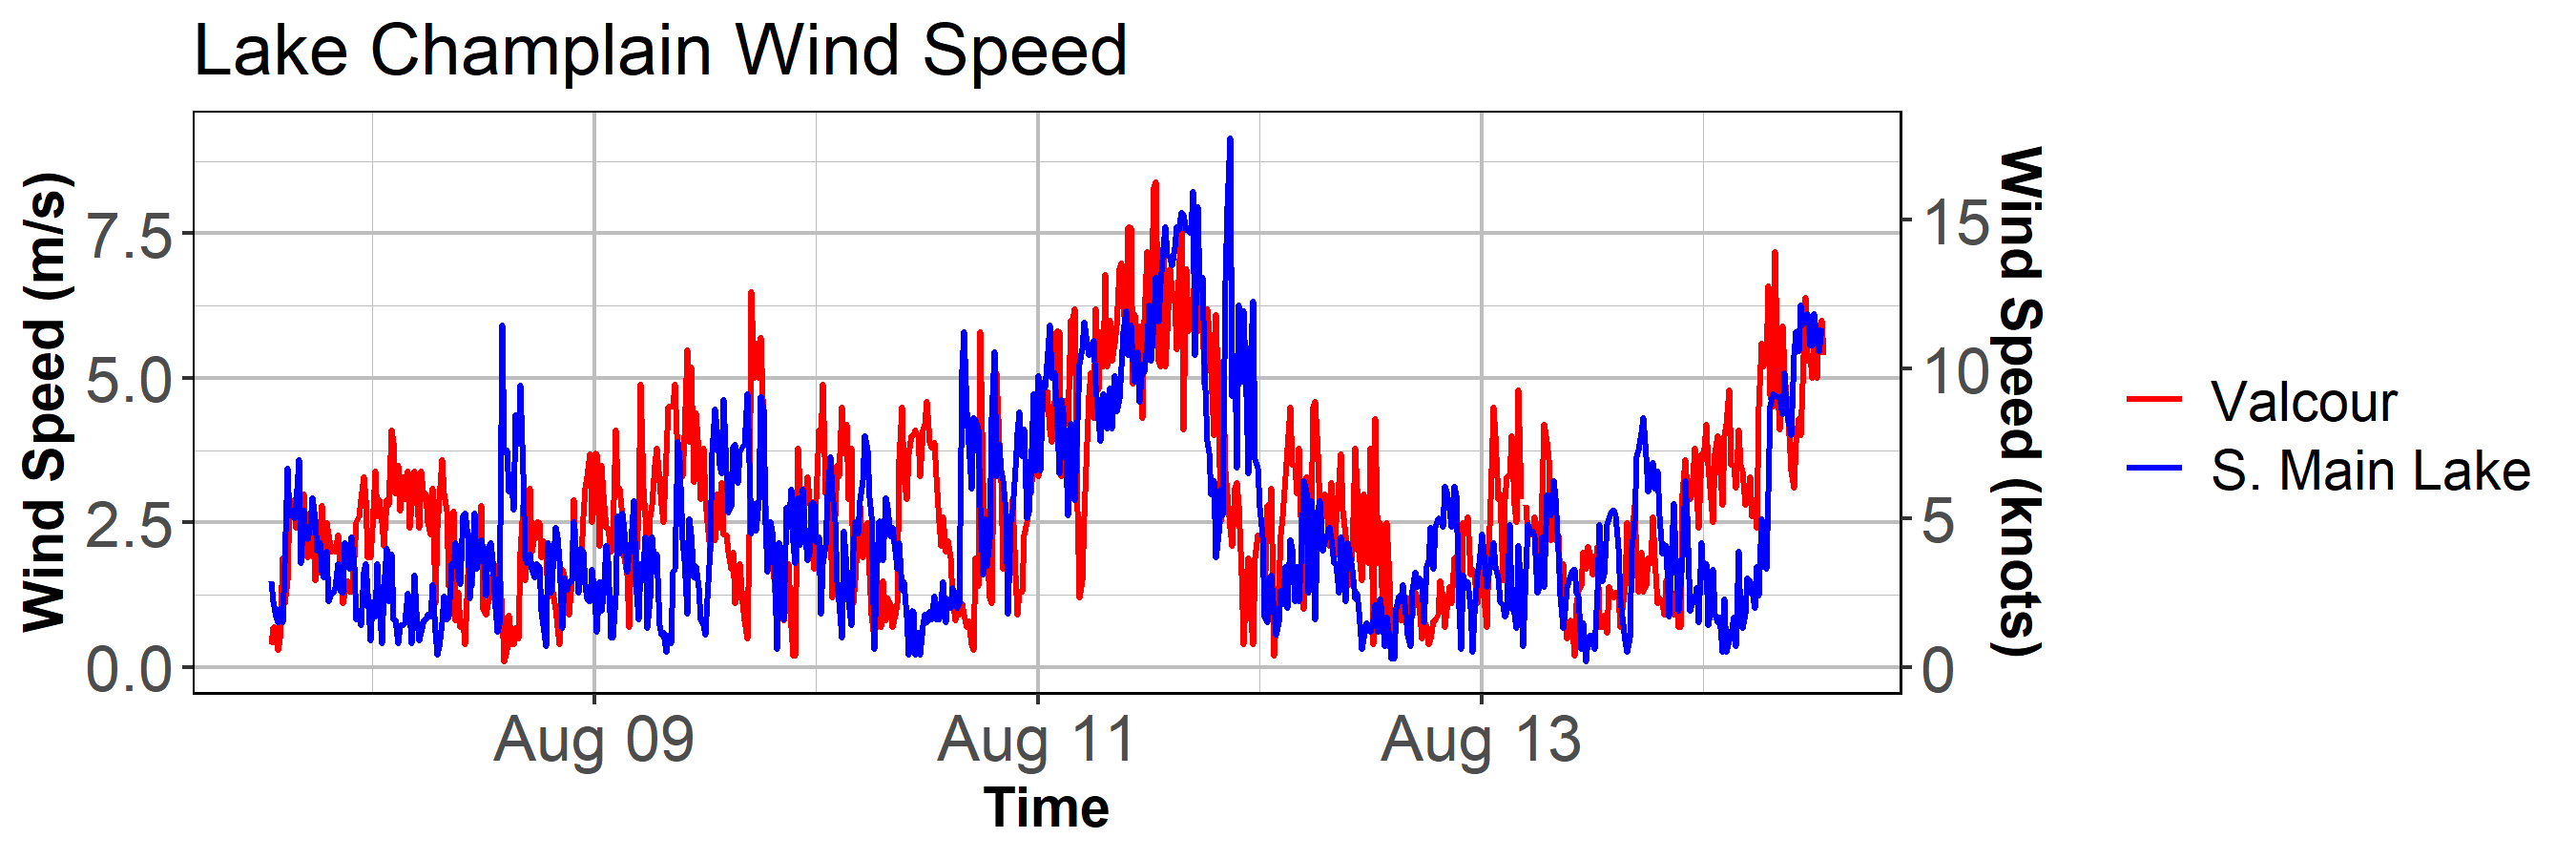 Lake Champlain Wind Speed
Wind Speed (m/s)
7.5
5.0
2.5
0.0
Wind Speed (knots)
15
10
5
0
Aug 09
Aug 11
Aug 13
Time
Valcour
S. Main Lake